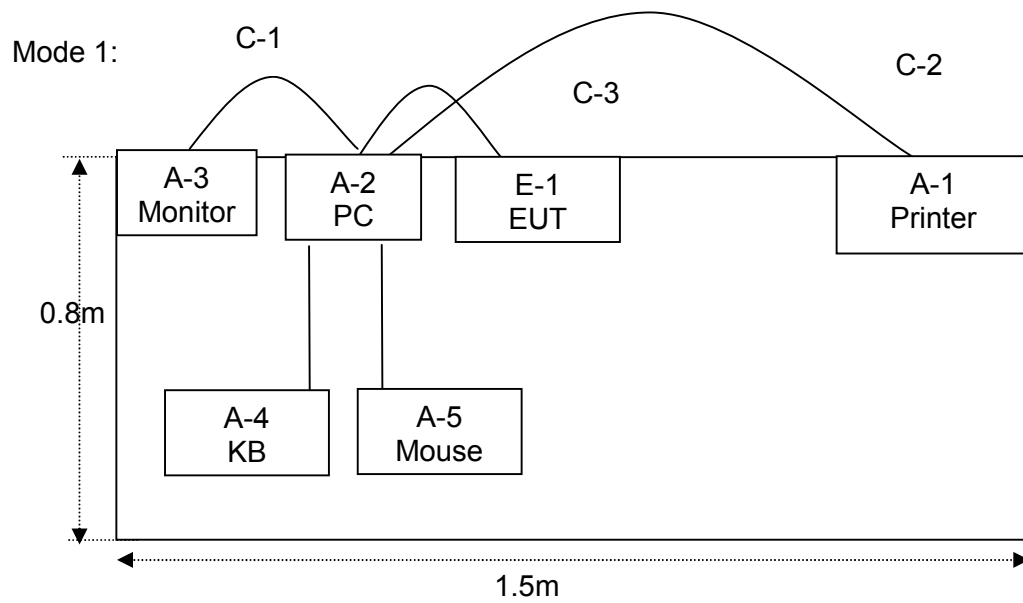 Mode 1:
C-1
C-2
C-3
A-3
Monitor
A-2
PC
E-1
EUT
A-1
Printer
0.8m
A-4
KB
A-5
Mouse
1.5m